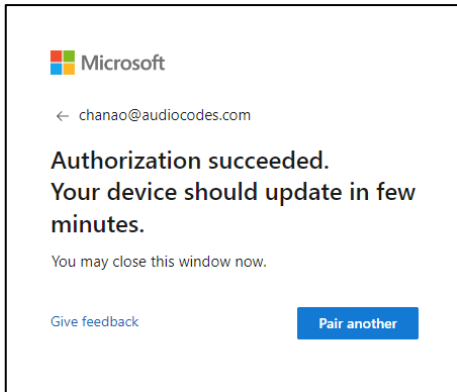 Microsoft
← chanao@audiocodes.com
Authorization succeeded.
Your device should update in few
minutes.
You may close this window now.
Give feedback
Pair another